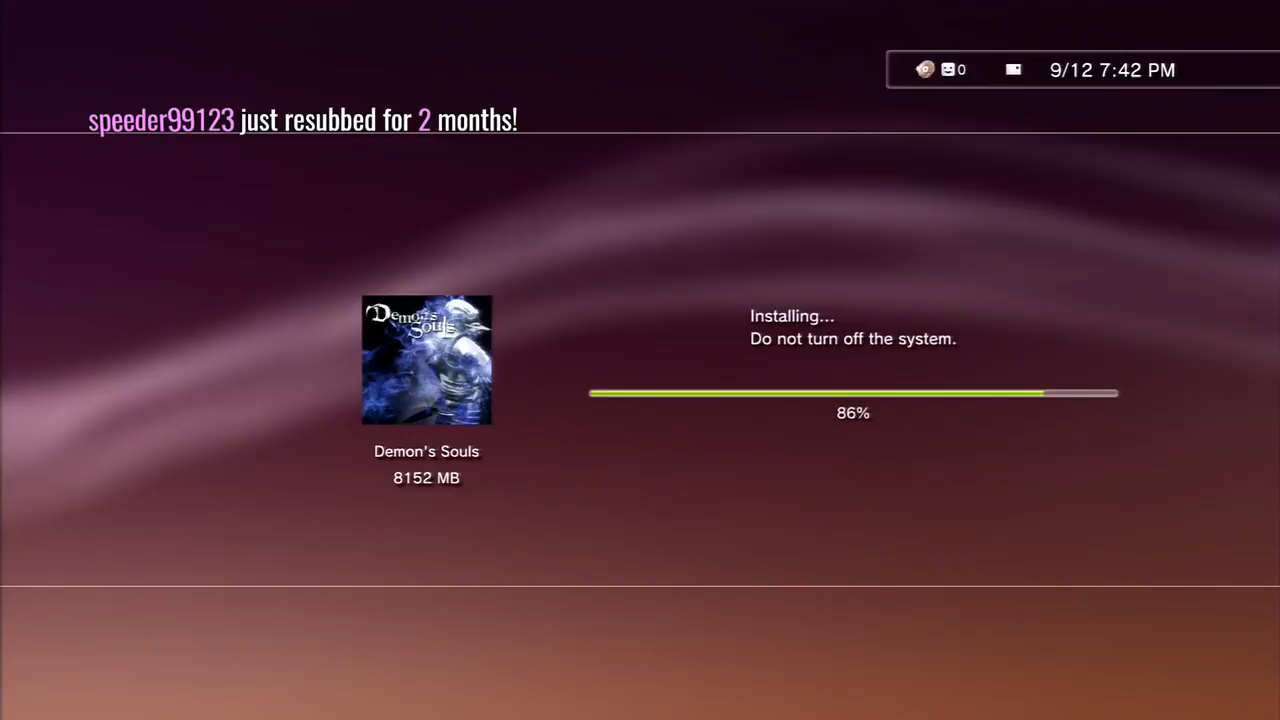 9/12 7:42 PM
0
speeder99123 just resubbed for 2 months!
Demon's
Souls
Installing...
Do not turn off the system.
86%
Demon's Souls
8152 MB